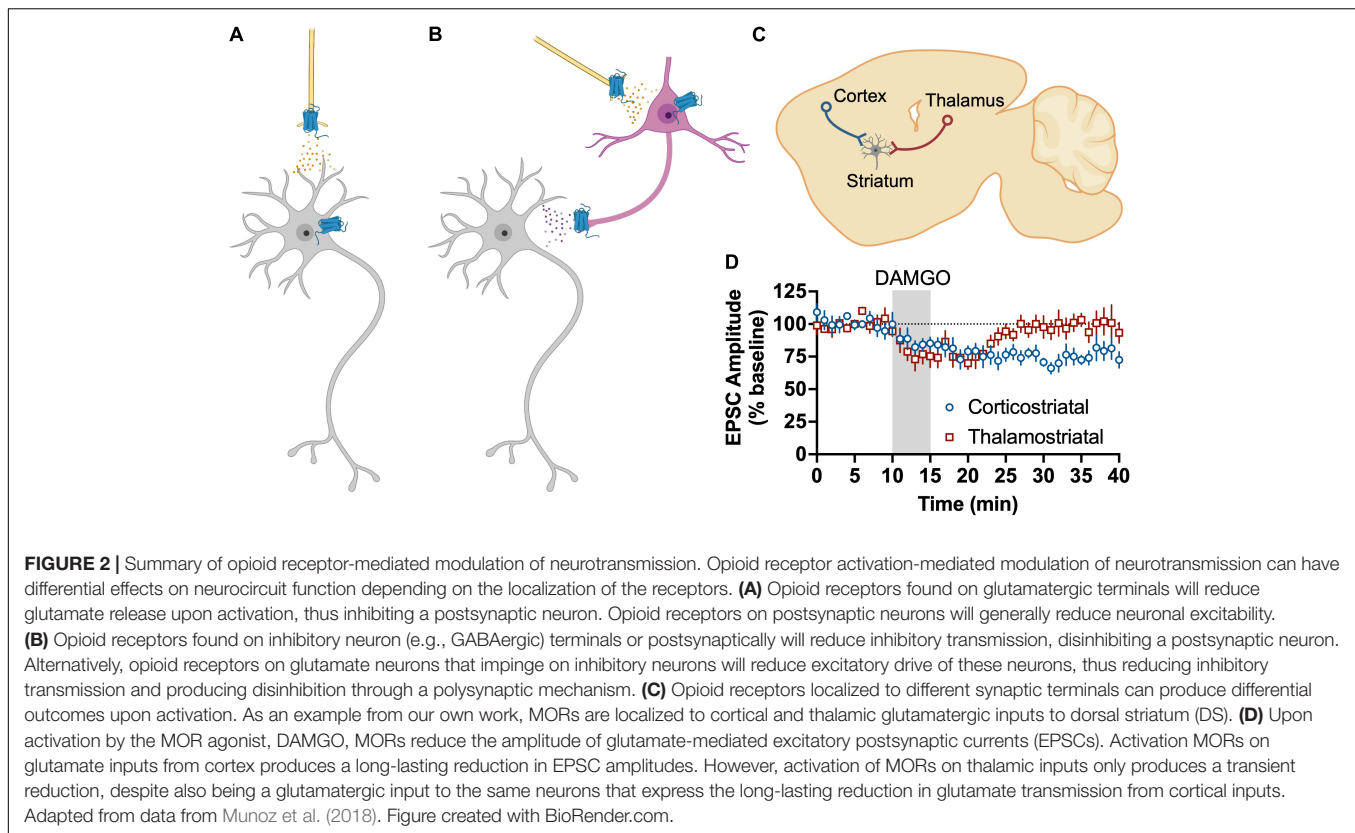 A
B
C
Cortex
Thalamus
Striatum
D
DAMGO
EPSC Amplitude
(% baseline)
125
100
75
50
25
0
Corticostriatal
Thalamostriatal
0 5 10 15 20 25 30 35 40
Time (min)
FIGURE 2 | Summary of opioid receptor-mediated modulation of neurotransmission. Opioid receptor activation-mediated modulation of neurotransmission can have
differential effects on neurocircuit function depending on the localization of the receptors. (A) Opioid receptors found on glutamatergic terminals will reduce
glutamate release upon activation, thus inhibiting a postsynaptic neuron. Opioid receptors on postsynaptic neurons will generally reduce neuronal excitability.
(B) Opioid receptors found on inhibitory neuron (e.g., GABAergic) terminals or postsynaptically will reduce inhibitory transmission, disinhibiting a postsynaptic neuron.
Alternatively, opioid receptors on glutamate neurons that impinge on inhibitory neurons will reduce excitatory drive of these neurons, thus reducing inhibitory
transmission and producing disinhibition through a polysynaptic mechanism. (C) Opioid receptors localized to different synaptic terminals can produce differential
outcomes upon activation. As an example from our own work, MORs are localized to cortical and thalamic glutamatergic inputs to dorsal striatum (DS). (D) Upon
activation by the MOR agonist, DAMGO, MORs reduce the amplitude of glutamate-mediated excitatory postsynaptic currents (EPSCs). Activation MORs on
glutamate inputs from cortex produces a long-lasting reduction in EPSC amplitudes. However, activation of MORs on thalamic inputs only produces a transient
reduction, despite also being a glutamatergic input to the same neurons that express the long-lasting reduction in glutamate transmission from cortical inputs.
Adapted from data from Munoz et al. (2018). Figure created with BioRender.com.